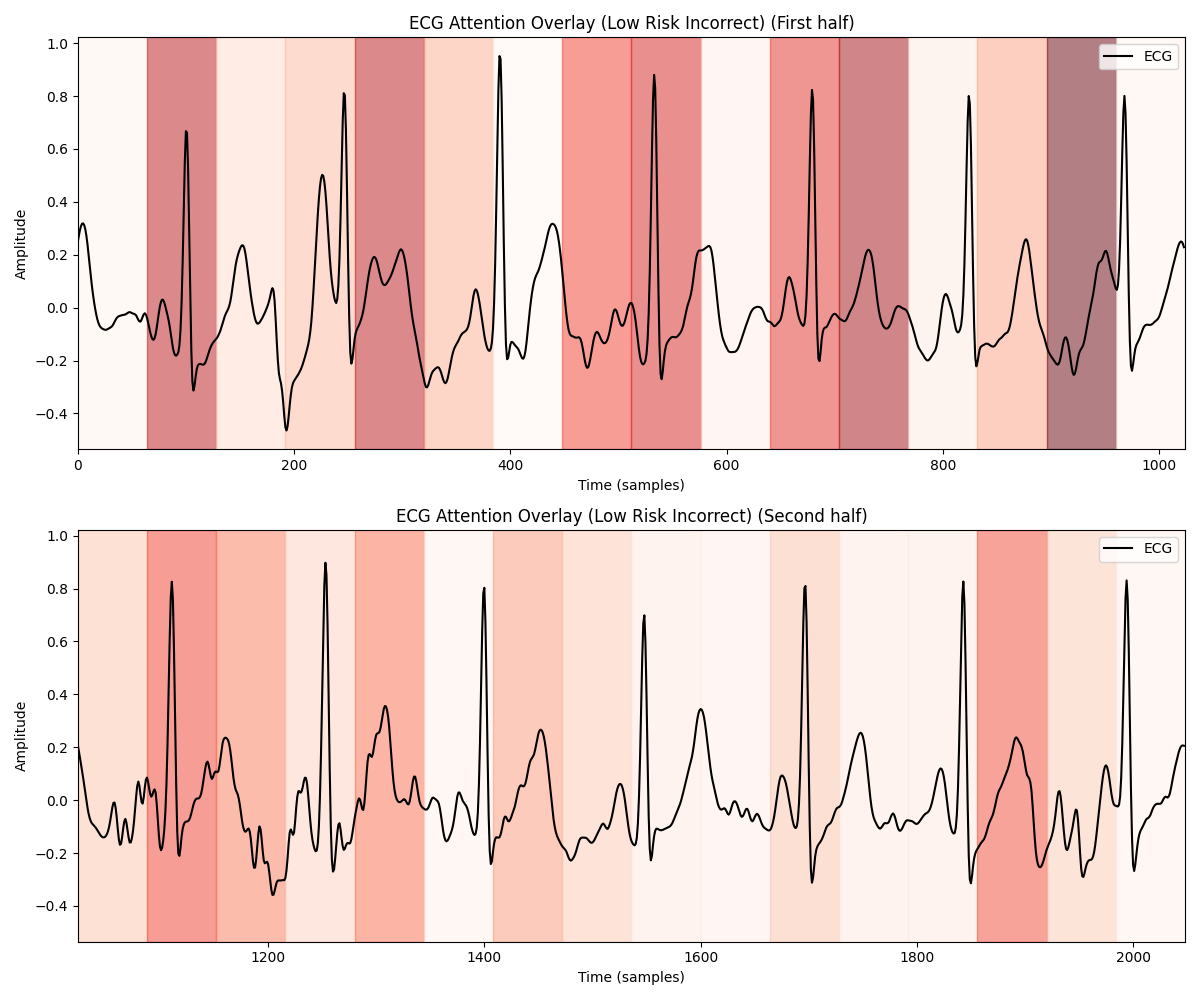 ECG Attention Overlay (Low Risk Incorrect) (First half)
1.0
0.8
0.6
0.4
0.2
0.0
−0.2
−0.4
Amplitude
ECG
0 200 400 600 800 1000
Time (samples)
ECG Attention Overlay (Low Risk Incorrect) (Second half)
1.0
0.8
0.6
0.4
0.2
0.0
−0.2
−0.4
Amplitude
ECG
1200 1400 1600 1800 2000
Time (samples)